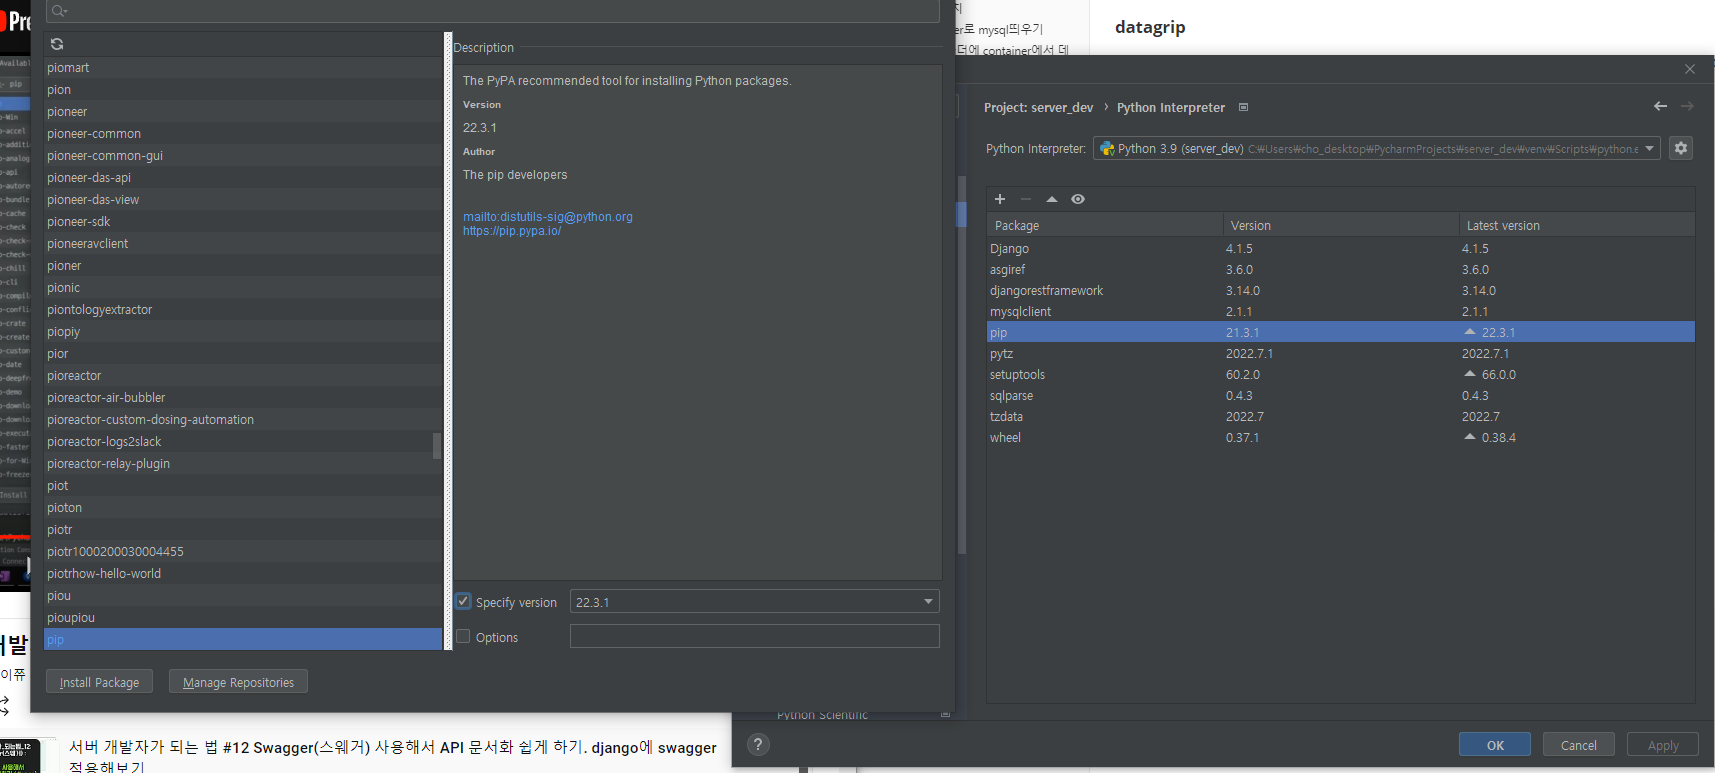 Pre
Availabl
pip
datagrip
지
er로 mysql띄우기
더에 container에서 데
piomart
pion
pioneer
pioneer-common
pioneer-common-gui
pioneer-das-api
pioneer-das-view
pioneer-sdk
pioneeravclient
pioner
pionic
piontologyextractor
piopiy
pior
pioreactor
pioreactor-air-bubbler
pioreactor-custom-dosing-automation
pioreactor-logs2slack
pioreactor-relay-plugin
piot
pioton
piotr
piotr1000200030004455
piotrhow-hello-world
piou
pioupiou
pip
Description
The PyPA recommended tool for installing Python packages.
Version
22.3.1
Author
The pip developers
mailto:distutils-sig@python.org
https://pip.pypa.io/
Specify version 22.3.1
Options
Install Package Manage Repositories
Project: server_dev › Python Interpreter
Python Interpreter: Python 3.9 (server_dev) C:₩Users₩cho_desktop₩PycharmProjects₩server_dev₩venv₩Scripts₩python.e
Package Version Latest version
Django 4.1.5 4.1.5
asgiref 3.6.0 3.6.0
djangorestframework 3.14.0 3.14.0
mysqlclient 2.1.1 2.1.1
pip 21.3.1 22.3.1
pytz 2022.7.1 2022.7.1
setuptools 60.2.0 66.0.0
sqlparse 0.4.3 0.4.3
tzdata 2022.7 2022.7
wheel 0.37.1 0.38.4
Python Scientific
? OK Cancel Apply
개발
이쮸
서버 개발자가 되는 법 #12 Swagger(스웨거) 사용해서 API 문서화 쉽게 하기. django에 swagger
적용해보기